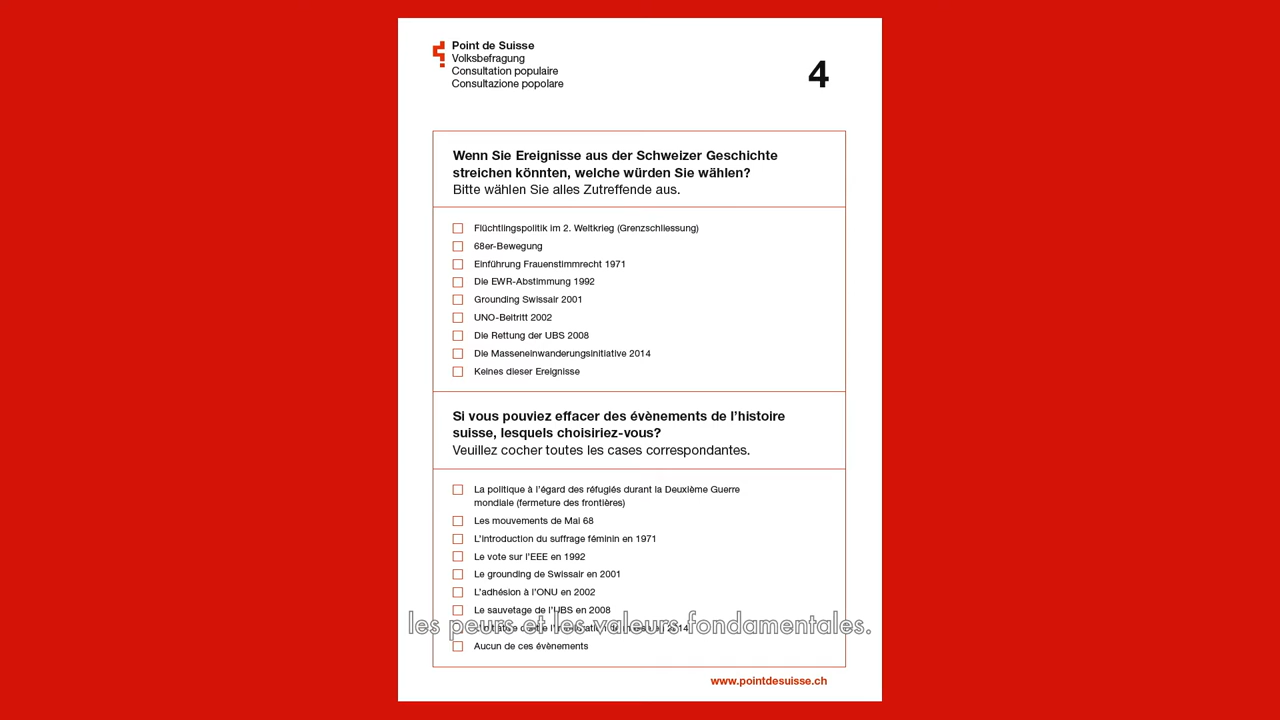 Point de Suisse
Volksbefragung
Consultation populaire
Consultazione popolare
4
Wenn Sie Ereignisse aus der Schweizer Geschichte
streichen könnten, welche würden Sie wählen?
Bitte wählen Sie alles Zutreffende aus.
Flüchtlingspolitik im 2. Weltkrieg (Grenzschliessung)
68er-Bewegung
Einführung Frauenstimmrecht 1971
Die EWR-Abstimmung 1992
Grounding Swissair 2001
UNO-Beitritt 2002
Die Rettung der UBS 2008
Die Masseneinwanderungsinitiative 2014
Keines dieser Ereignisse
Si vous pouviez effacer des évènements de l'histoire
suisse, lesquels choisiriez-vous?
Veuillez cocher toutes les cases correspondantes.
La politique à l'égard des réfugiés durant la Deuxième Guerre
mondiale (fermeture des frontières)
Les mouvements de Mai 68
L'introduction du suffrage féminin en 1971
Le vote sur l'EEE en 1992
Le grounding de Swissair en 2001
L'adhésion à l'ONU en 2002
Le sauvetage de l'UBS en 2008
les peurs et les valeurs fondamentales.
2014
Aucun de ces évènements
www.pointdesuisse.ch